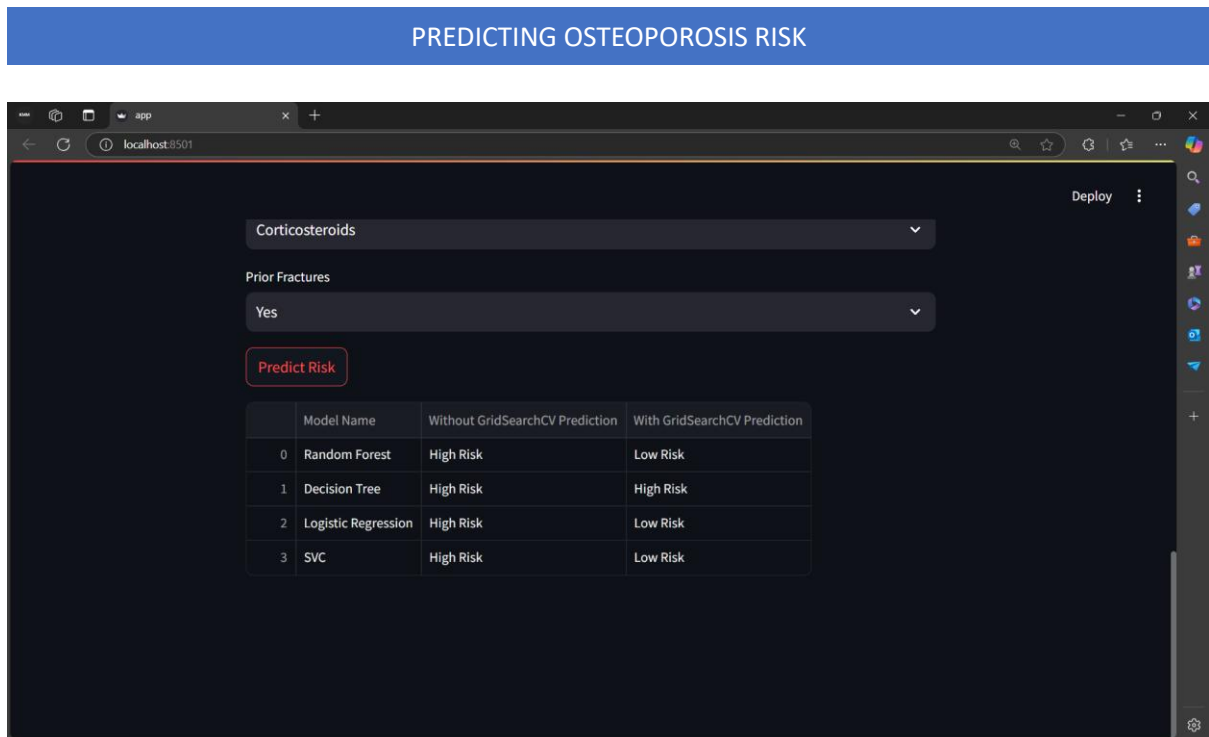 PREDICTING OSTEOPOROSIS RISK
app
localhost:8501
Deploy
Corticosteroids
Prior Fractures
Yes
Predict Risk
Model Name Without GridSearchCV Prediction With GridSearchCV Prediction
0 Random Forest High Risk Low Risk
1 Decision Tree High Risk High Risk
2 Logistic Regression High Risk Low Risk
3 SVC High Risk Low Risk